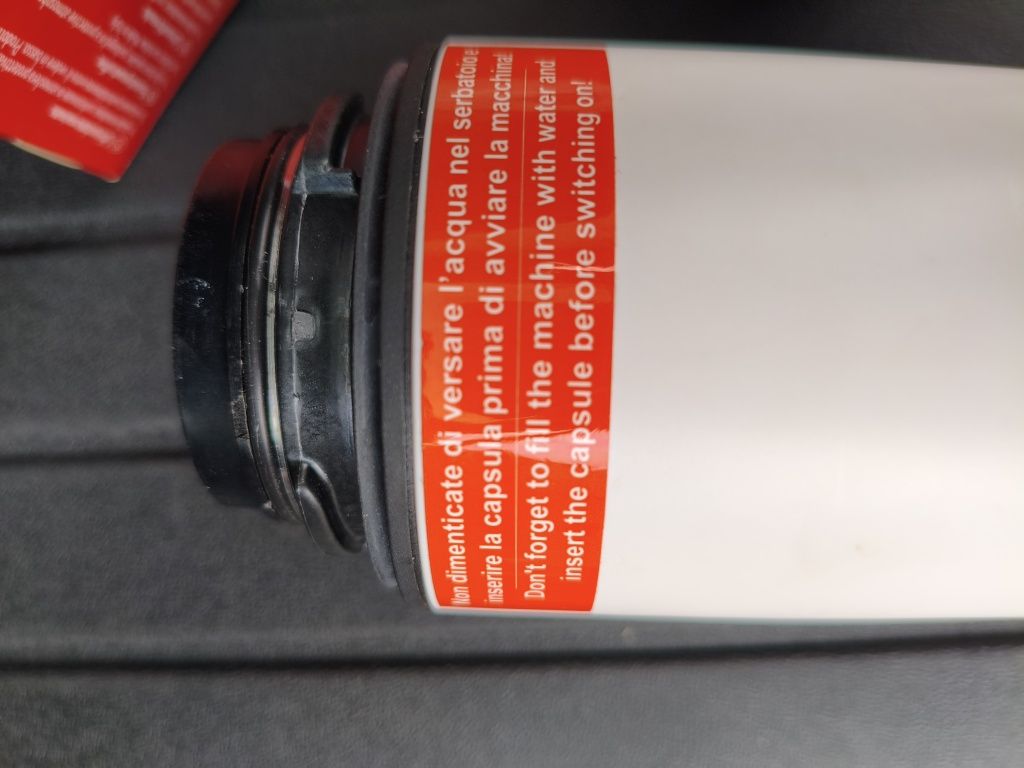 Non dimenticate di versare l'acqua nel serbatoio e
inserire la capsula prima di avviare la macchina!
Don't forget to fill the machine with water and
insert the capsule before switching on!